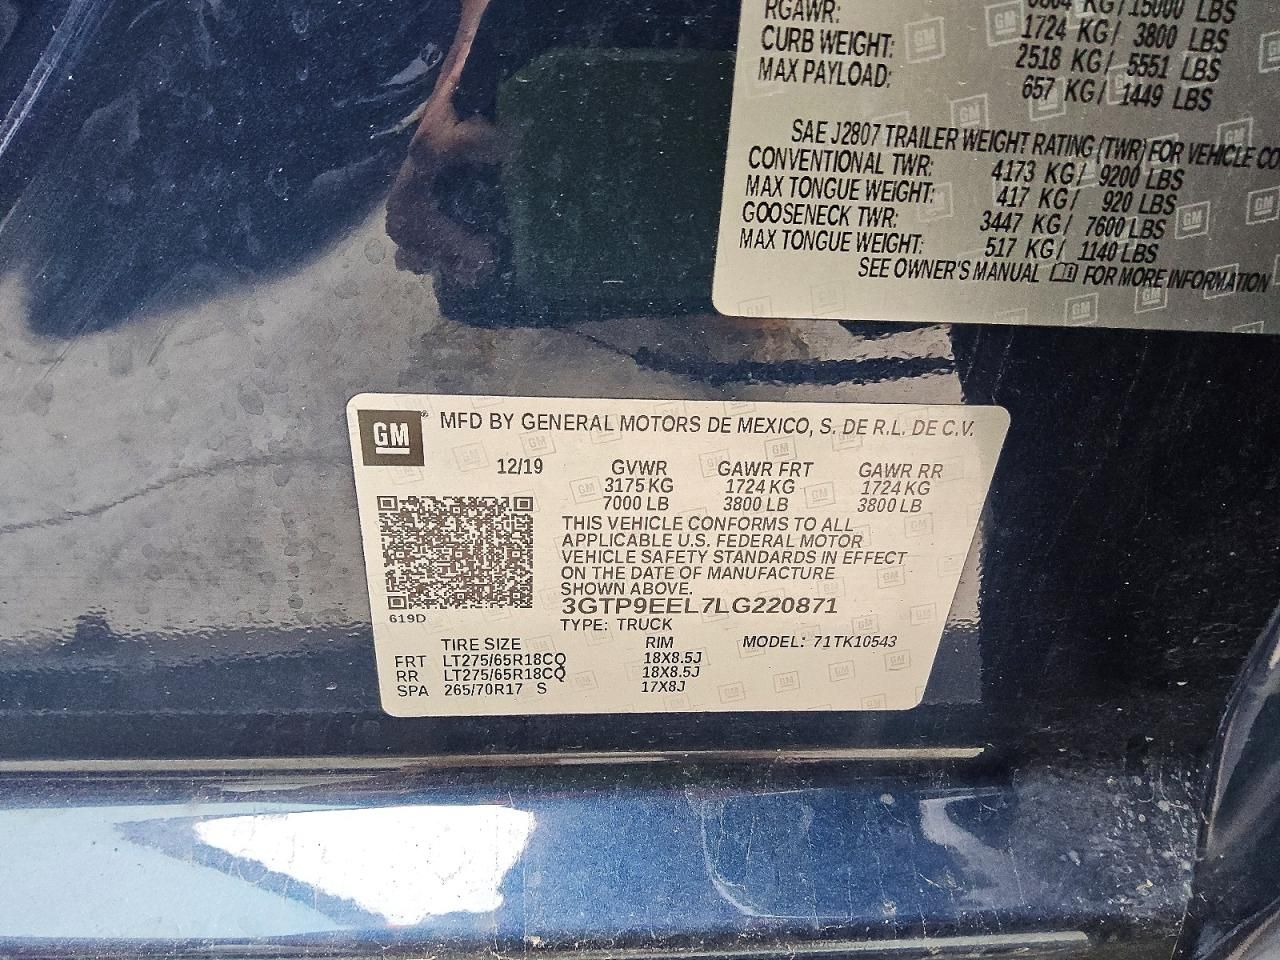 KG/15000 LBS
RGAWR: 1724 KG/ 3800 LBS
CURB WEIGHT: 2518 KG/ 5551 LBS
MAX PAYLOAD: 657 KG/ 1449 LBS
SAE J2807 TRAILER WEIGHT RATING (TWR) FOR VEHICLE
CONVENTIONAL TWR: 4173 KG/ 9200 LBS
MAX TONGUE WEIGHT: 417 KG/ 920 LBS
GOOSENECK TWR: 3447 KG/ 7600 LBS
MAX TONGUE WEIGHT: 517 KG/ 1140 LBS
SEE OWNER'S MANUAL FOR MORE INFORMATION
GM® MFD BY GENERAL MOTORS DE MEXICO, S. DE R.L. DE C.V.
12/19 GVWR GAWR FRT GAWR RR
3175 KG 1724 KG 1724 KG
7000 LB 3800 LB 3800 LB
THIS VEHICLE CONFORMS TO ALL
APPLICABLE U.S. FEDERAL MOTOR
VEHICLE SAFETY STANDARDS IN EFFECT
ON THE DATE OF MANUFACTURE
SHOWN ABOVE.
3GTP9EEL7LG220871
619D
TYPE: TRUCK
TIRE SIZE RIM MODEL: 71TK10543
FRT LT275/65R18CQ 18X8.5J
RR LT275/65R18CQ 18X8.5J
SPA 265/70R17 S 17X8J